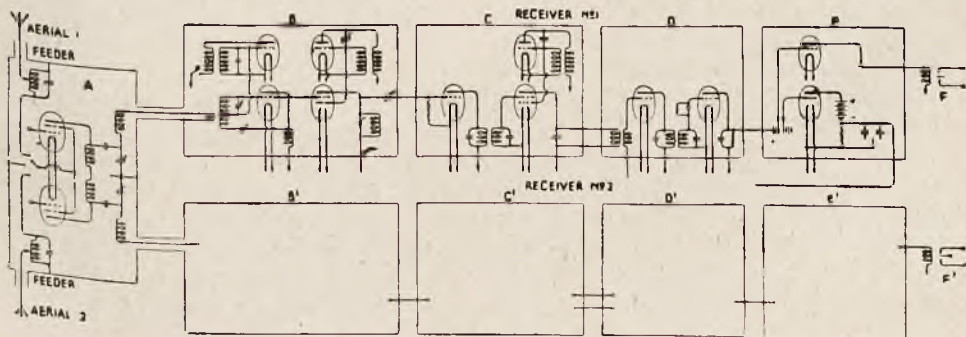 AERIAL 1
FEEDER
A
B
C
RECEIVER Nº1
D
E
F
RECEIVER Nº2
B'
C'
D'
E'
F'
FEEDER
AERIAL 2